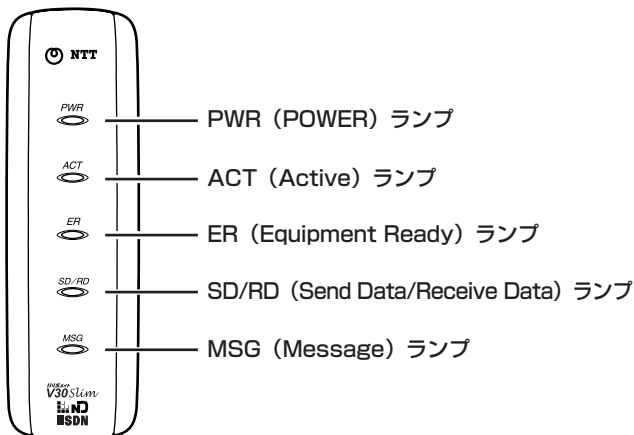 NTT
PWR
PWR（POWER）ランプ
ACT
ACT（Active）ランプ
ER
ER（Equipment Ready）ランプ
SD/RD
SD/RD（Send Data/Receive Data）ランプ
MSG
MSG（Message）ランプ
V30Slim